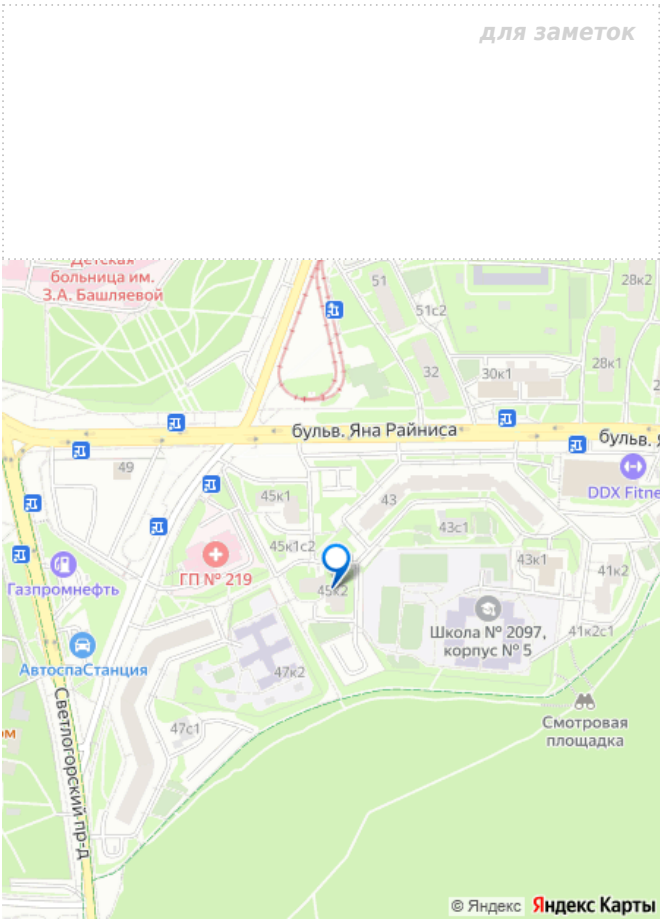 для заметок
Детская
больница им.
З.А. Башляевой
51
51с2
28к2
32
30к1
28к1
2
бульв. Яна Райниса
бульв. Я
49
45к1
43
DDX Fitne
43с1
45к1с2
ГП № 219
43к1
41к2
Газпромнефть
45к2
Школа № 2097,
корпус № 5
41к2с1
АвтоспаСтанция
47к2
Светлогорский пр-д
47с1
ом
Смотровая
площадка
© Яндекс Яндекс Карты